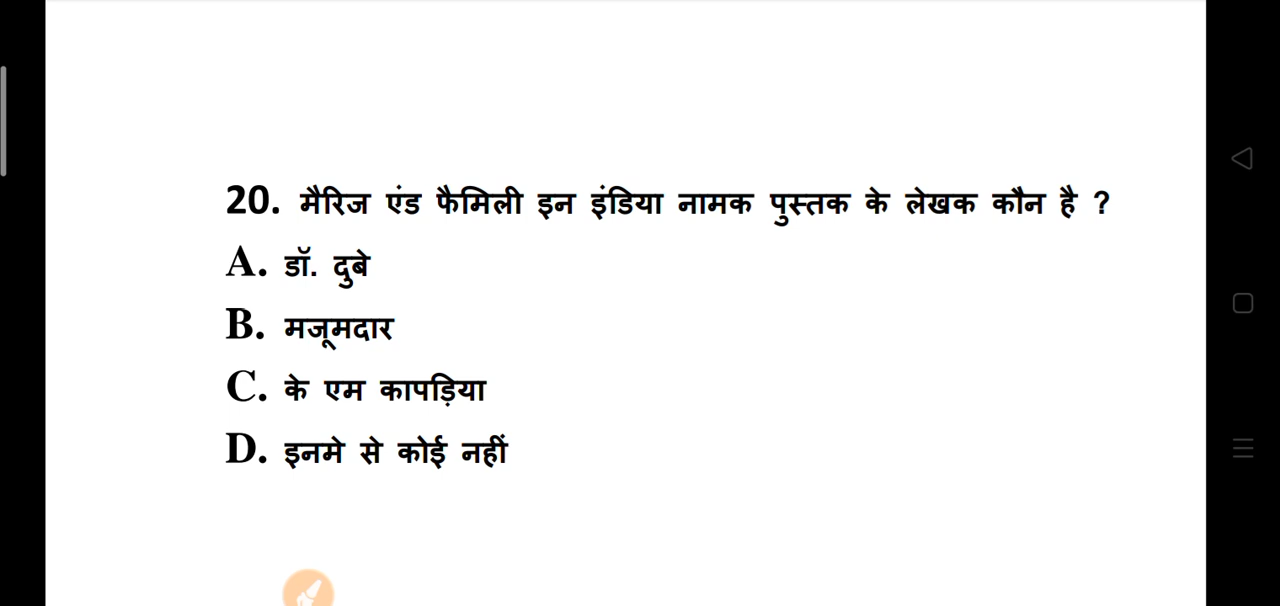 20. मैरिज एंड फैमिली इन इंडिया नामक पुस्तक के लेखक कौन है ?
A. डॉ. दुबे
B. मजूमदार
C. के एम कापड़िया
D. इनमे से कोई नहीं